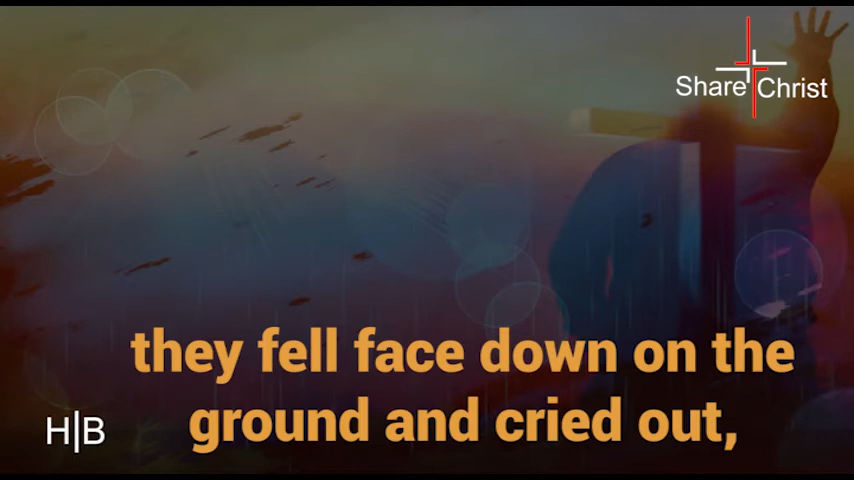 Share Christ
they fell face down on the
ground and cried out,
H|B